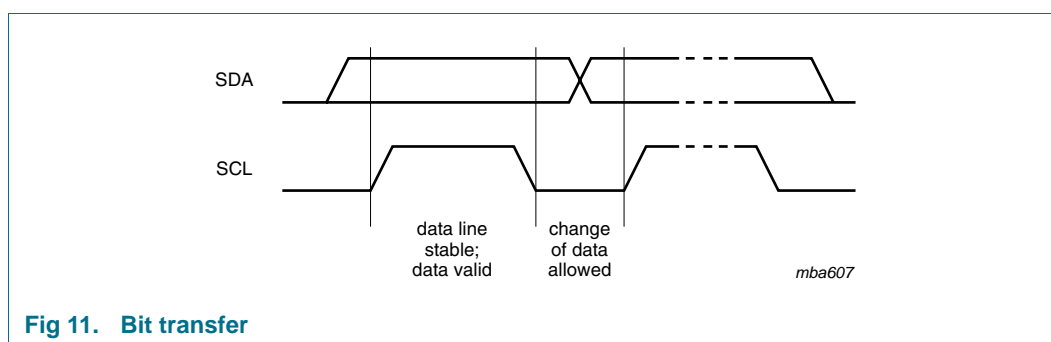 SDA
SCL
data line
stable;
data valid
change
of data
allowed
mba607
Fig 11. Bit transfer